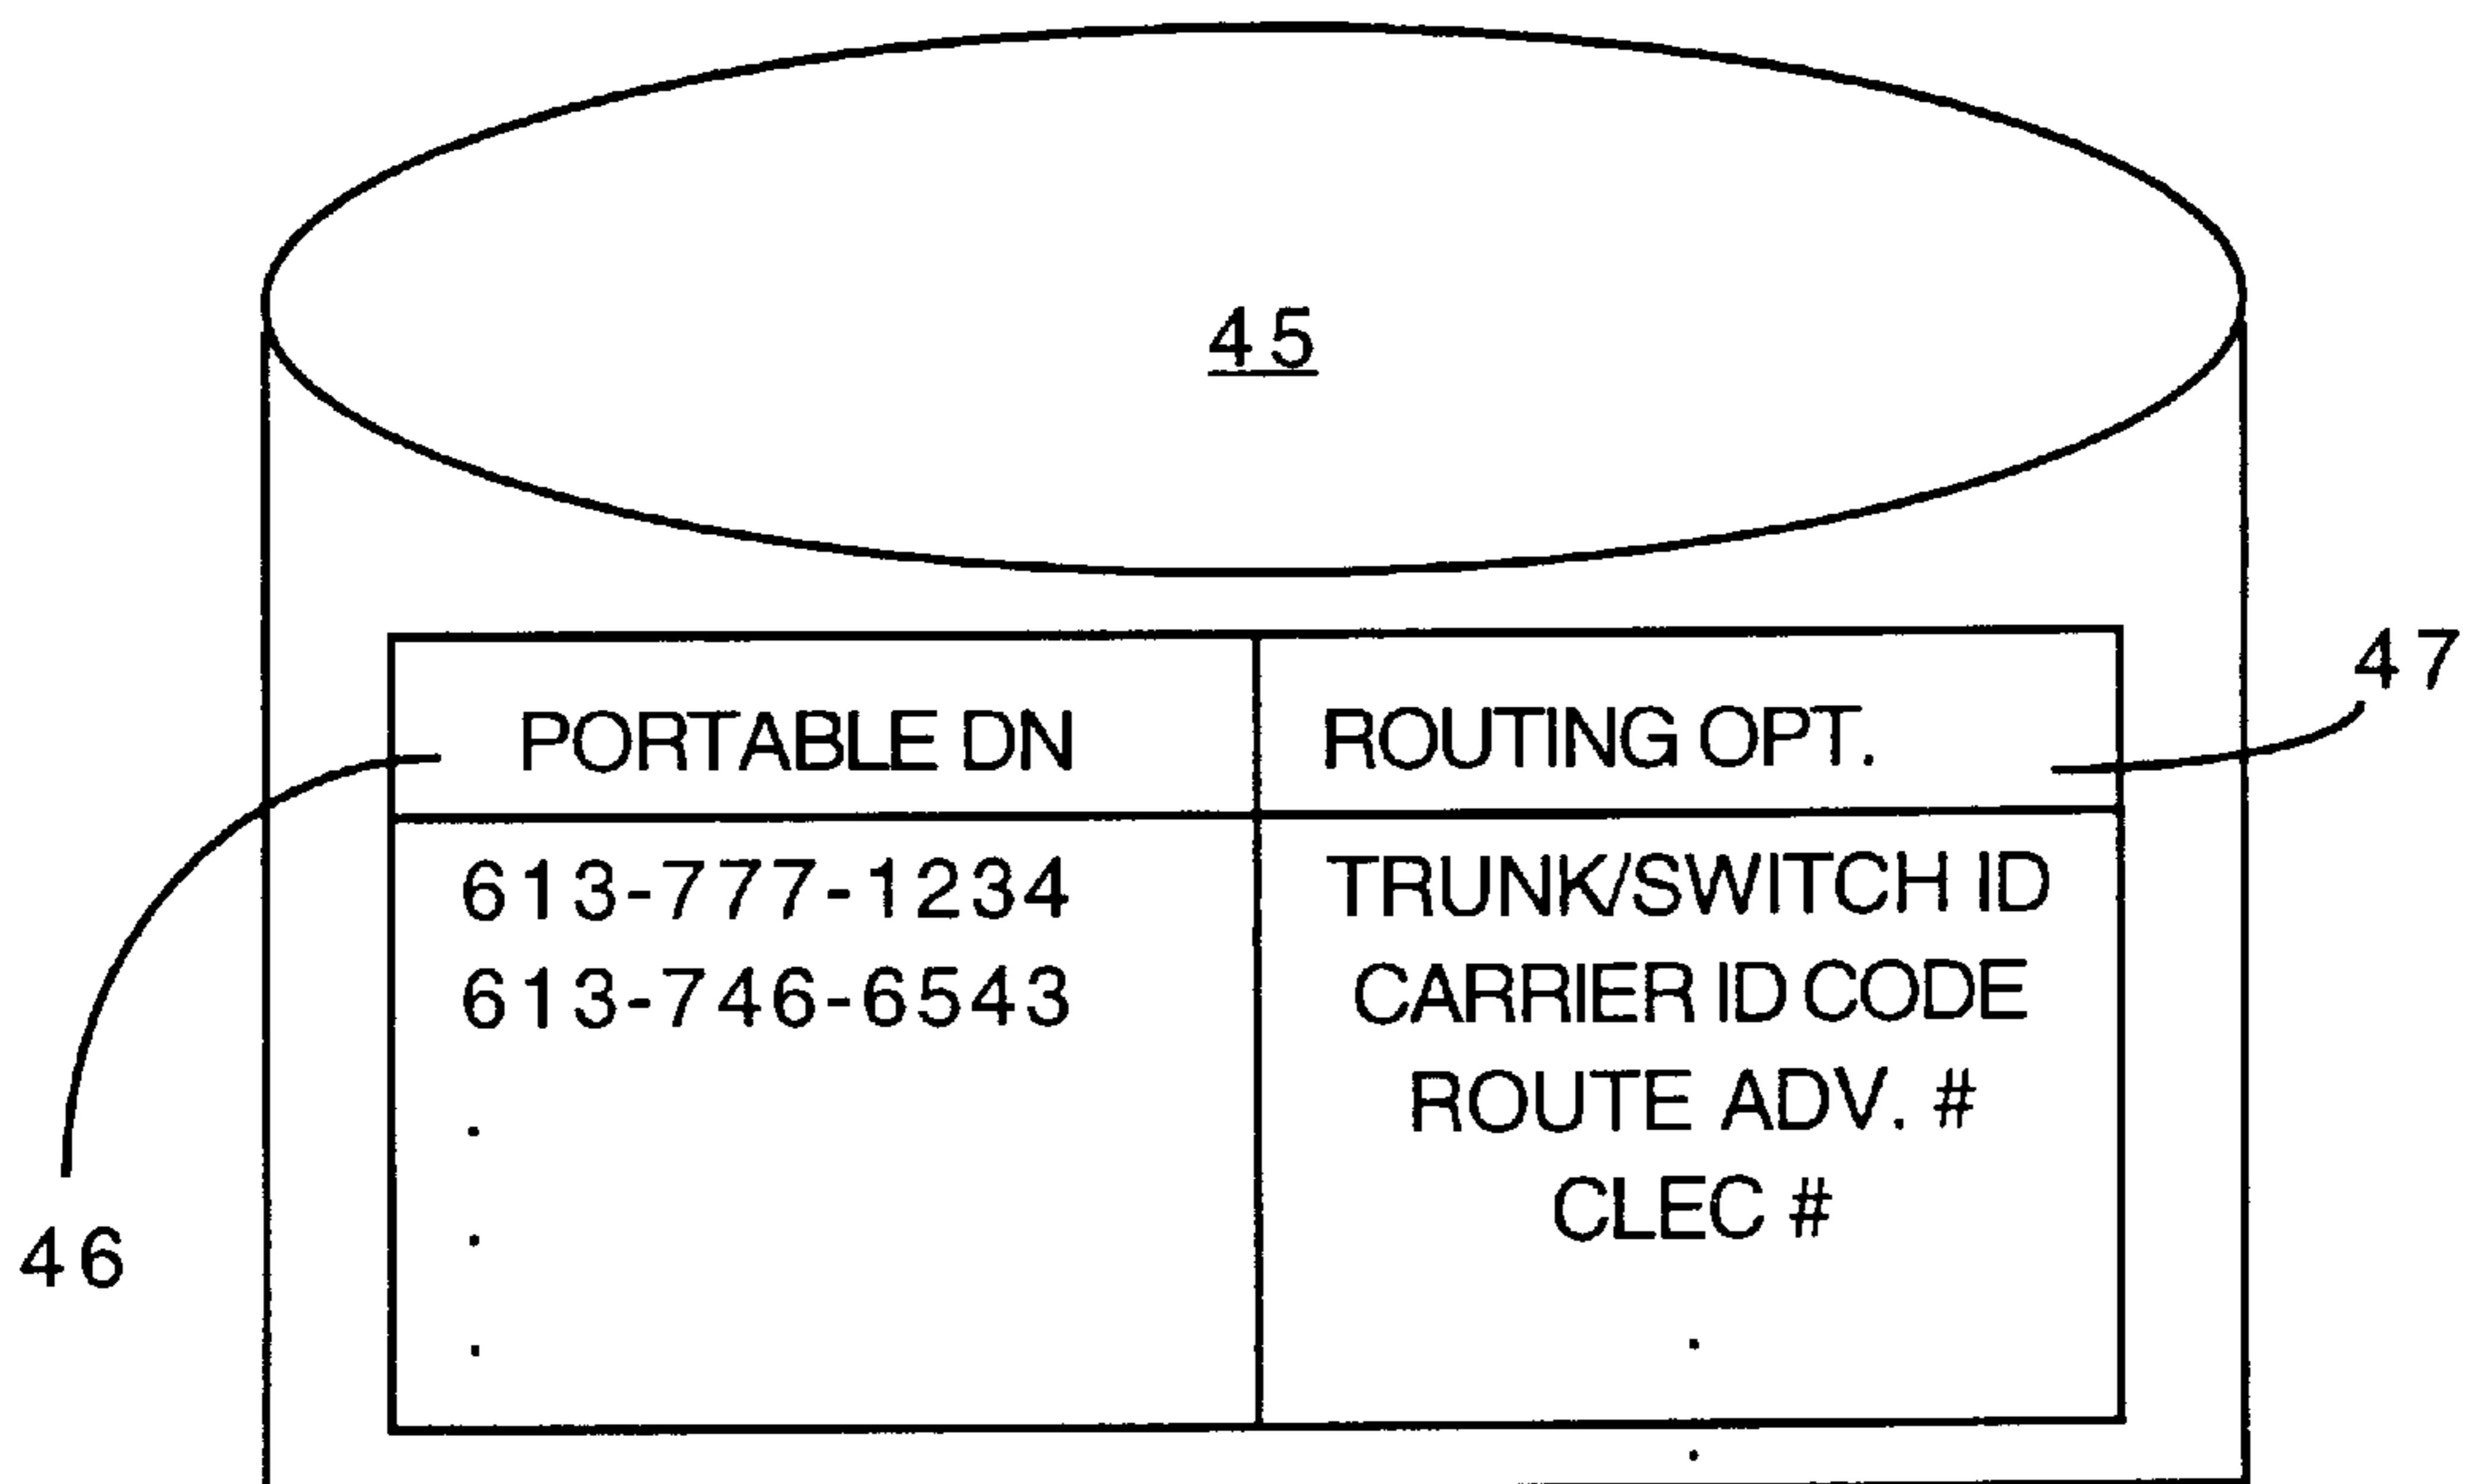 45
47
PORTABLE DN ROUTING OPT.
613-777-1234 TRUNK/SWITCH ID
613-746-6543 CARRIER ID CODE
. ROUTE ADV. #
. CLEC #
. .
.
46